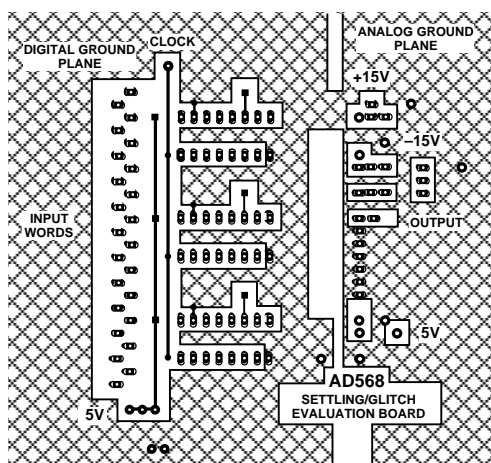 DIGITAL GROUND
PLANE
CLOCK
ANALOG GROUND
PLANE
+15V
–15V
INPUT
WORDS
OUTPUT
5V
5V
AD568
SETTLING/GLITCH
EVALUATION BOARD